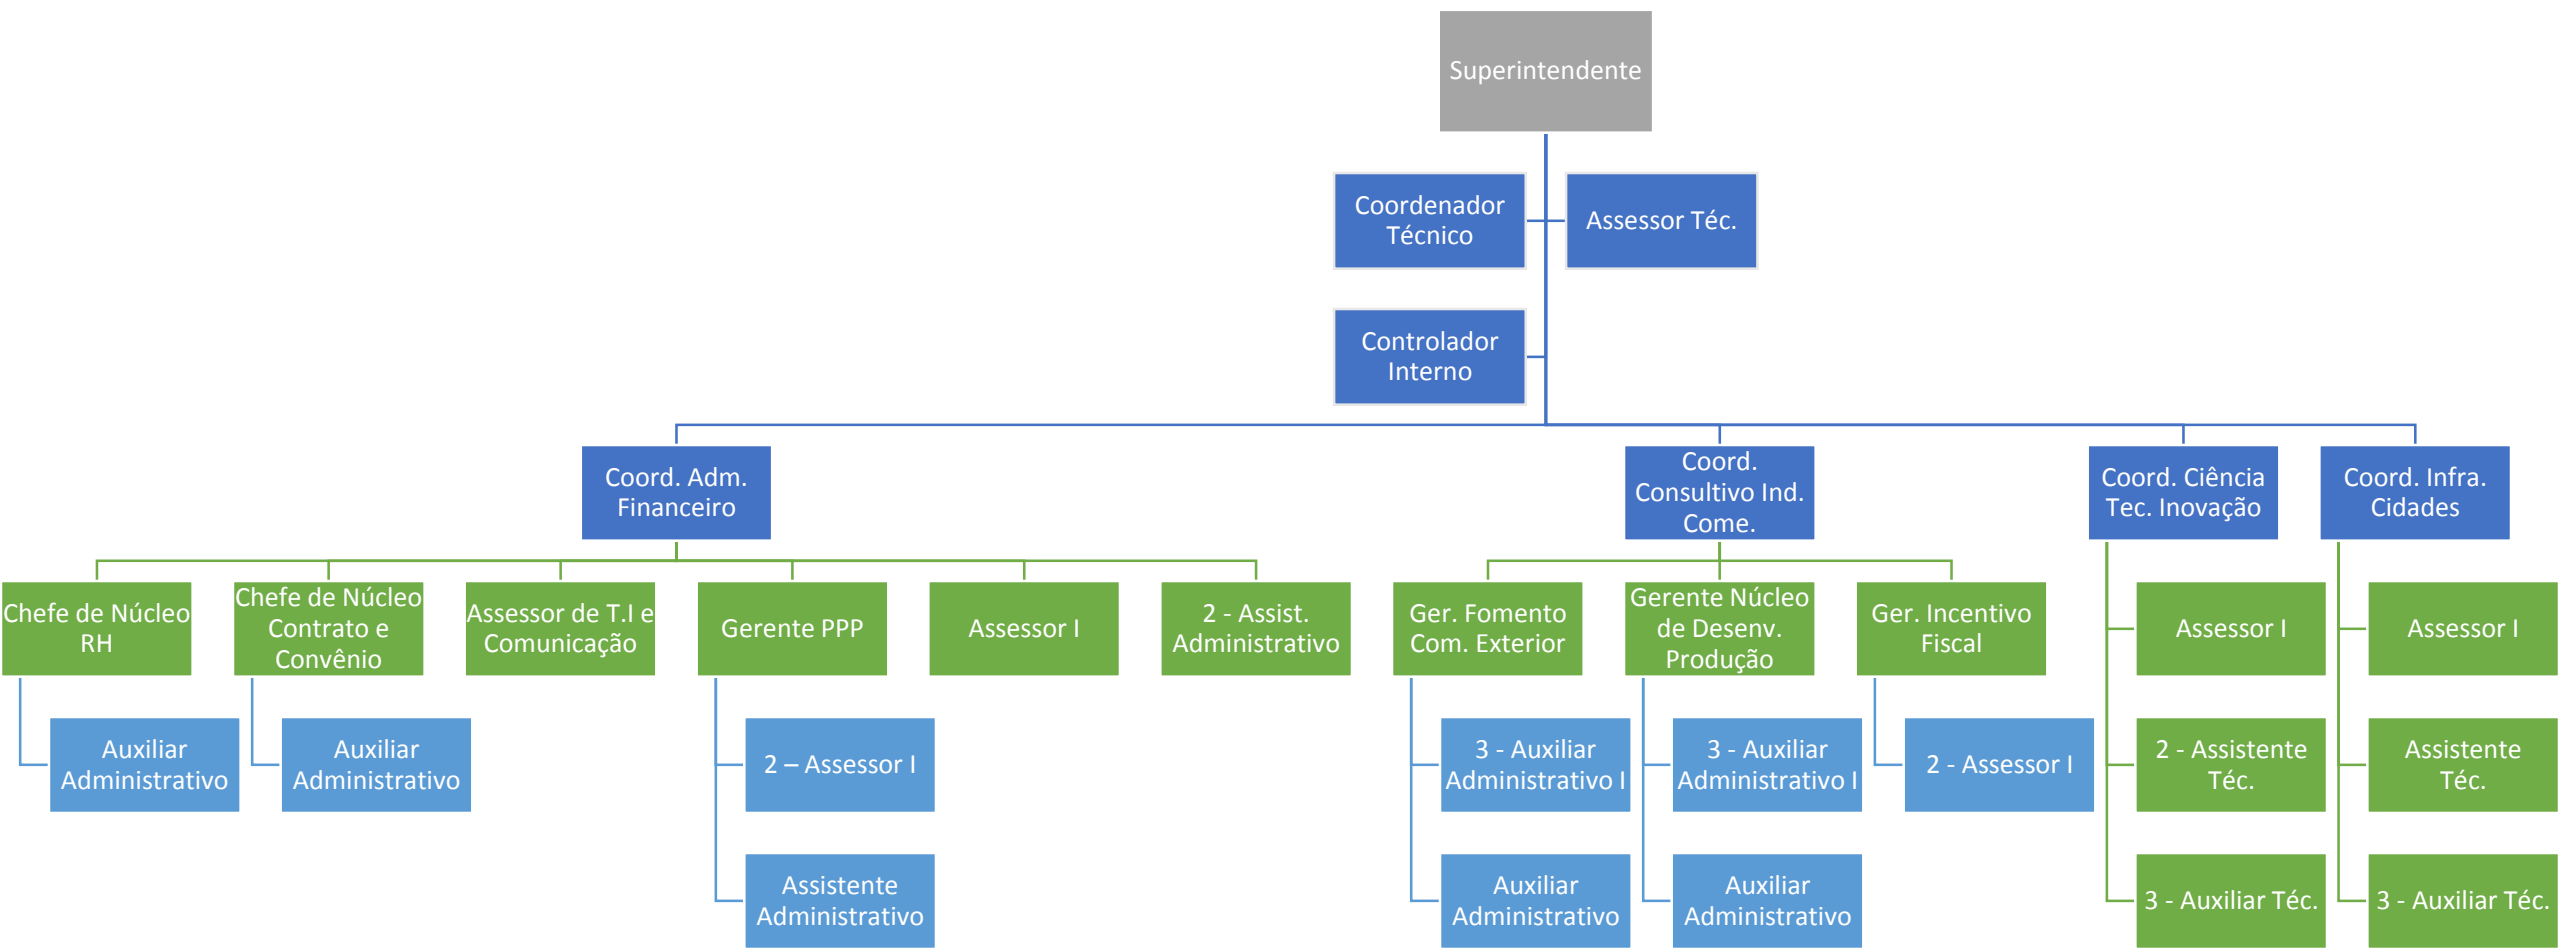 Superintendente
Coordenador
Técnico
Assessor Téc.
Controlador
Interno
Coord. Adm.
Financeiro
Coord.
Consultivo Ind.
Come.
Coord. Ciência
Tec. Inovação
Coord. Infra.
Cidades
Chefe de Núcleo
RH
Chefe de Núcleo
Contrato e
Convênio
Assessor de T.I e
Comunicação
Gerente PPP
Assessor I
2 - Assist.
Administrativo
Ger. Fomento
Com. Exterior
Gerente Núcleo
de Desenv.
Produção
Ger. Incentivo
Fiscal
Assessor I
Assessor I
Auxiliar
Administrativo
Auxiliar
Administrativo
2 – Assessor I
3 - Auxiliar
Administrativo I
3 - Auxiliar
Administrativo I
2 - Assessor I
2 - Assistente
Téc.
Assistente
Téc.
Assistente
Administrativo
Auxiliar
Administrativo
Auxiliar
Administrativo
3 - Auxiliar Téc.
3 - Auxiliar Téc.